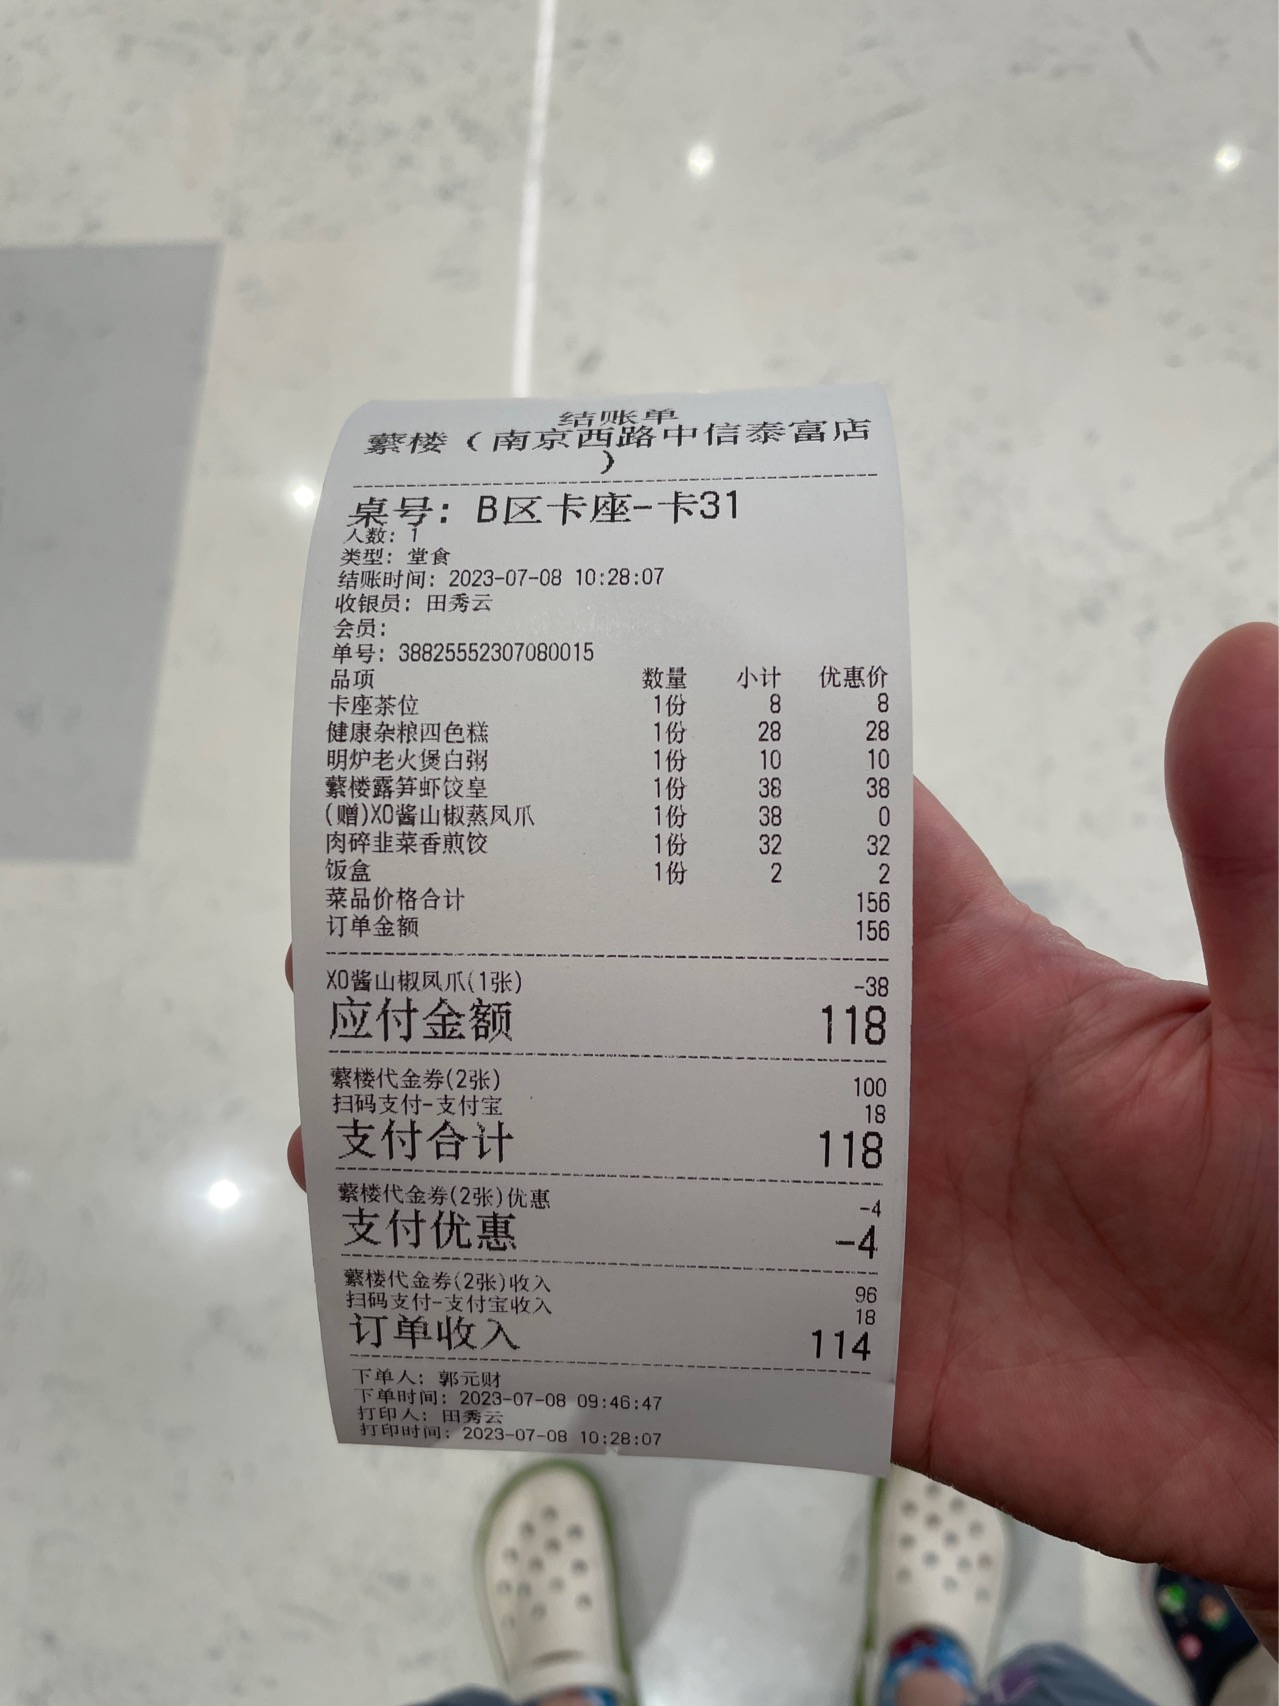 结账单
蘩楼（南京西路中信泰富店
）
桌号: B区卡座-卡31
人数: 1
类型: 堂食
结账时间: 2023-07-08 10:28:07
收银员: 田秀云
会员:
单号: 38825552307080015
品项 数量 小计 优惠价
卡座茶位 1份 8 8
健康杂粮四色糕 1份 28 28
明炉老火煲白粥 1份 10 10
蘩楼露笋虾饺皇 1份 38 38
(赠)XO酱山椒蒸凤爪 1份 38 0
肉碎韭菜香煎饺 1份 32 32
饭盒 1份 2 2
菜品价格合计 156
订单金额 156
XO酱山椒凤爪(1张) -38
应付金额 118
蘩楼代金券(2张) 100
扫码支付-支付宝 18
支付合计 118
蘩楼代金券(2张)优惠 -4
支付优惠 -4
蘩楼代金券(2张)收入 96
扫码支付-支付宝收入 18
订单收入 114
下单人: 郭元财
下单时间: 2023-07-08 09:46:47
打印人: 田秀云
打印时间: 2023-07-08 10:28:07